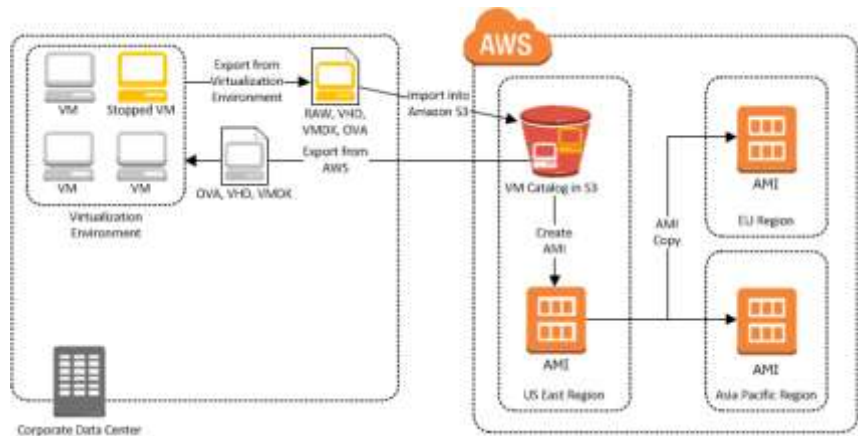 AWS
Export from
Virtualization
Environment
VM
Stopped VM
RAW, VHD,
VMDX, OVA
Import into
Amazon S3
Export from
AWS
VM
VM
OVA, VHD, VMDK
Virtualization
Environment
VM Catalog in S3
Create
AMI
AMI
US East Region
AMI
Copy
AMI
EU Region
AMI
Asia Pacific Region
Corporate Data Center